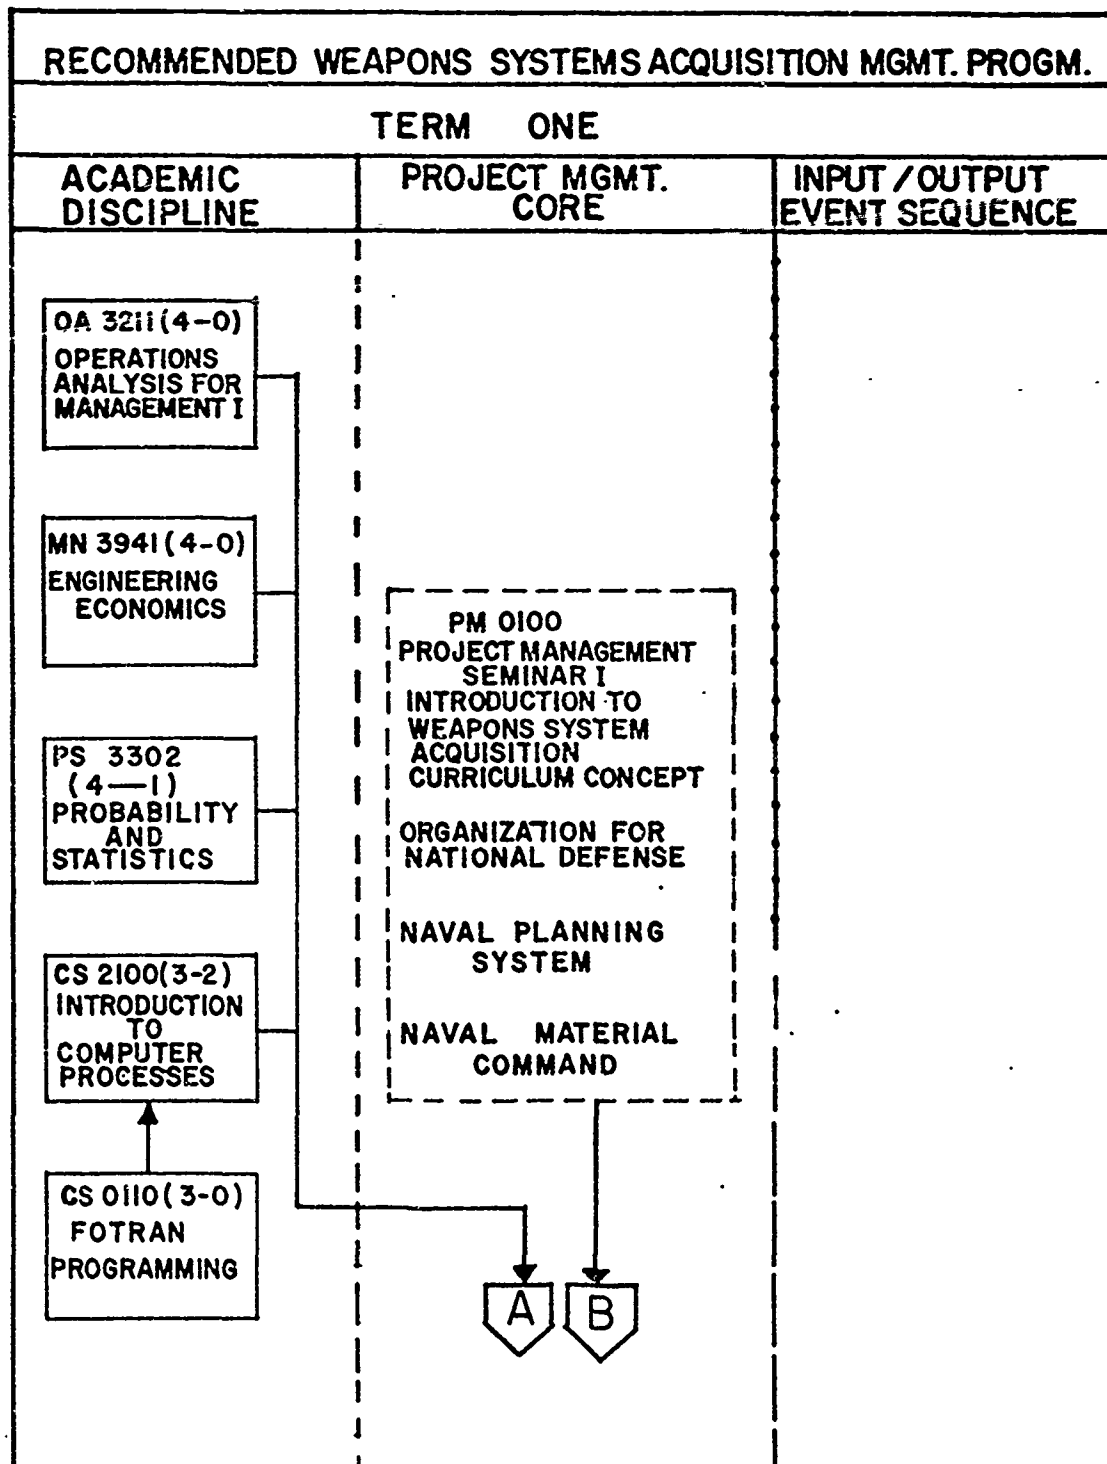 RECOMMENDED WEAPONS SYSTEMS ACQUISITION MGMT. PROGM.
TERM ONE
ACADEMIC
DISCIPLINE
PROJECT MGMT.
CORE
INPUT / OUTPUT
EVENT SEQUENCE
OA 3211 (4-0)
OPERATIONS
ANALYSIS FOR
MANAGEMENT I
MN 3941 (4-0)
ENGINEERING
ECONOMICS
PS 3302
(4—1)
PROBABILITY
AND
STATISTICS
CS 2100(3-2)
INTRODUCTION
TO
COMPUTER
PROCESSES
CS 0110 (3-0)
FOTRAN
PROGRAMMING
PM 0100
PROJECT MANAGEMENT
SEMINAR I
INTRODUCTION TO
WEAPONS SYSTEM
ACQUISITION
CURRICULUM CONCEPT
ORGANIZATION FOR
NATIONAL DEFENSE
NAVAL PLANNING
SYSTEM
NAVAL MATERIAL
COMMAND
A
B